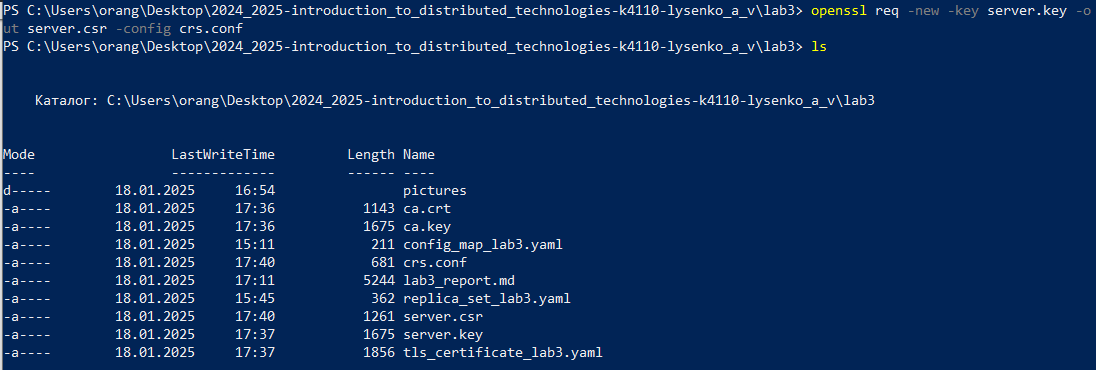 PS C:\Users\orang\Desktop\2024_2025-introduction_to_distributed_technologies-k4110-lysenko_a_v\lab3> openssl req -new -key server.key -o
ut server.csr -config crs.conf
PS C:\Users\orang\Desktop\2024_2025-introduction_to_distributed_technologies-k4110-lysenko_a_v\lab3> ls
Каталог: C:\Users\orang\Desktop\2024_2025-introduction_to_distributed_technologies-k4110-lysenko_a_v\lab3
Mode LastWriteTime Length Name
---- ------------- ------ ----
d----- 18.01.2025 16:54 pictures
-a---- 18.01.2025 17:36 1143 ca.crt
-a---- 18.01.2025 17:36 1675 ca.key
-a---- 18.01.2025 15:11 211 config_map_lab3.yaml
-a---- 18.01.2025 17:40 681 crs.conf
-a---- 18.01.2025 17:11 5244 lab3_report.md
-a---- 18.01.2025 15:45 362 replica_set_lab3.yaml
-a---- 18.01.2025 17:40 1261 server.csr
-a---- 18.01.2025 17:37 1675 server.key
-a---- 18.01.2025 17:37 1856 tls_certificate_lab3.yaml